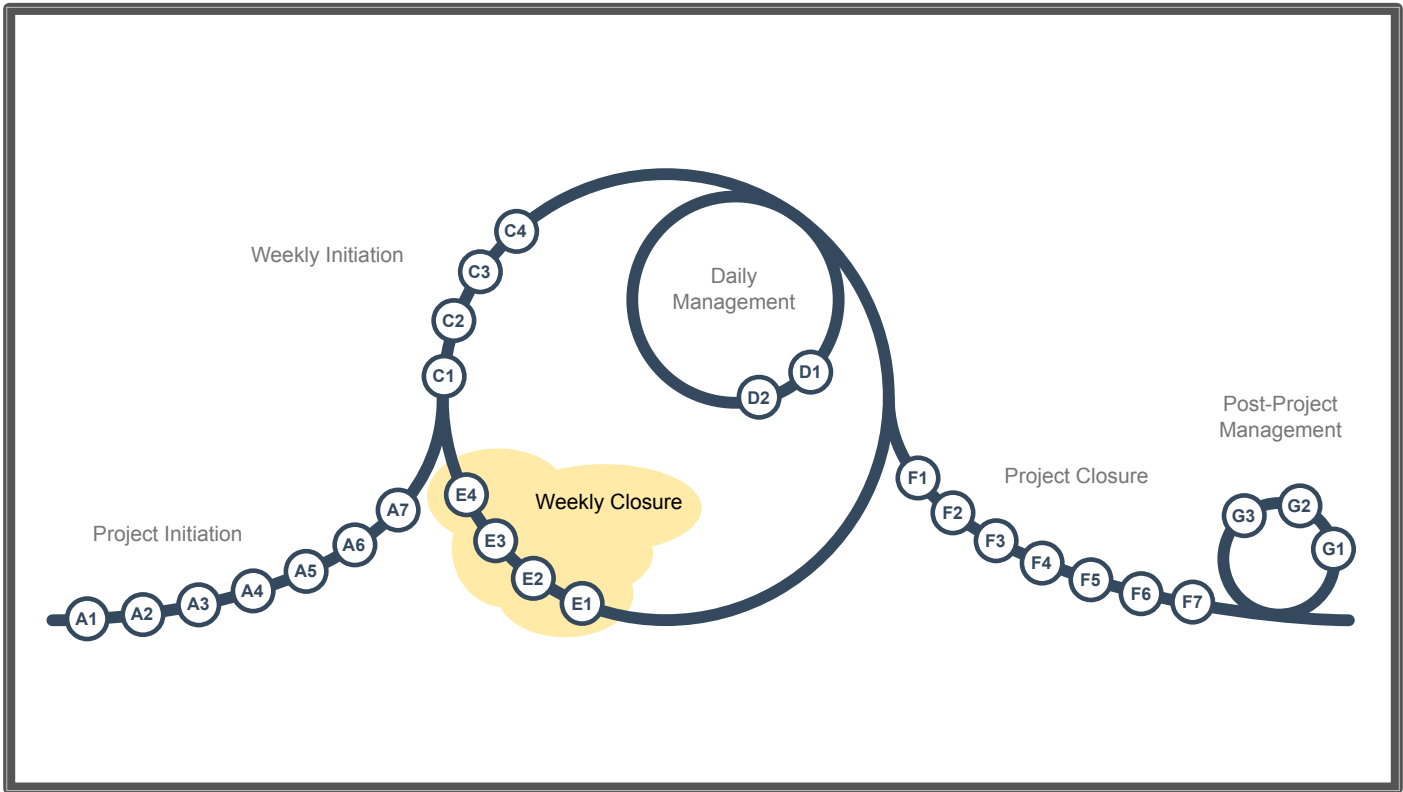 Project Initiation
A1
A2
A3
A4
A5
A6
A7
Weekly Initiation
C1
C2
C3
C4
Daily
Management
D1
D2
Weekly Closure
E1
E2
E3
E4
Project Closure
F1
F2
F3
F4
F5
F6
F7
Post-Project
Management
G1
G2
G3